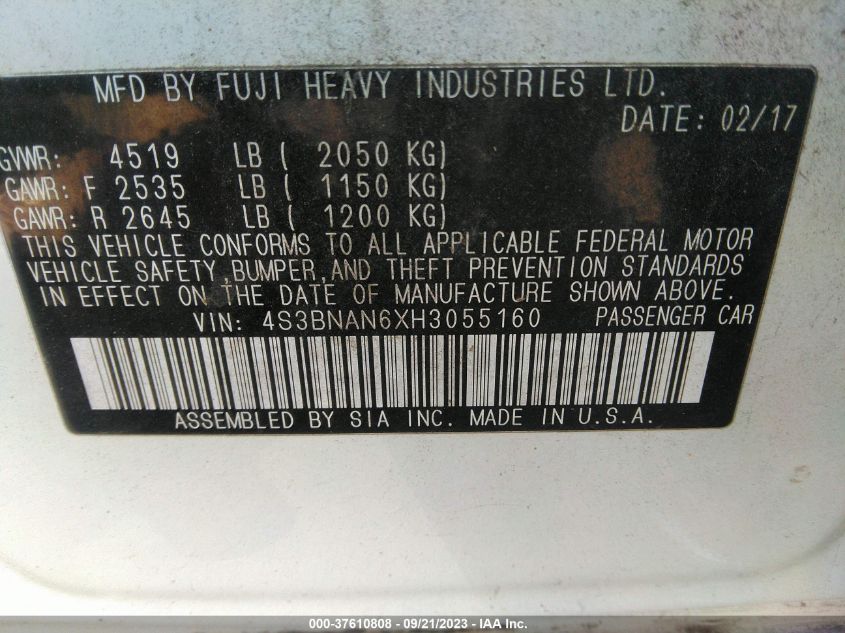 MFD BY FUJI HEAVY INDUSTRIES LTD.
DATE: 02/17
GVWR: 4519 LB ( 2050 KG)
GAWR: F 2535 LB ( 1150 KG)
GAWR: R 2645 LB ( 1200 KG)
THIS VEHICLE CONFORMS TO ALL APPLICABLE FEDERAL MOTOR
VEHICLE SAFETY,BUMPER,AND THEFT PREVENTION STANDARDS
IN EFFECT ON THE DATE OF MANUFACTURE SHOWN ABOVE.
VIN: 4S3BNAN6XH3055160 PASSENGER CAR
ASSEMBLED BY SIA INC. MADE IN U.S.A.
000-37610808 - 09/21/2023 - IAA Inc.